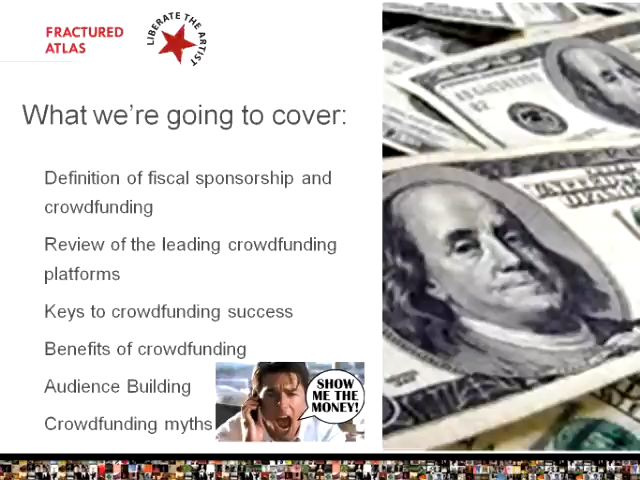 FRACTURED
ATLAS
LIBERATE THE ARTIST
What we're going to cover:
Definition of fiscal sponsorship and
crowdfunding
Review of the leading crowdfunding
platforms
Keys to crowdfunding success
Benefits of crowdfunding
Audience Building
Crowdfunding myths
SHOW
ME THE
MONEY!